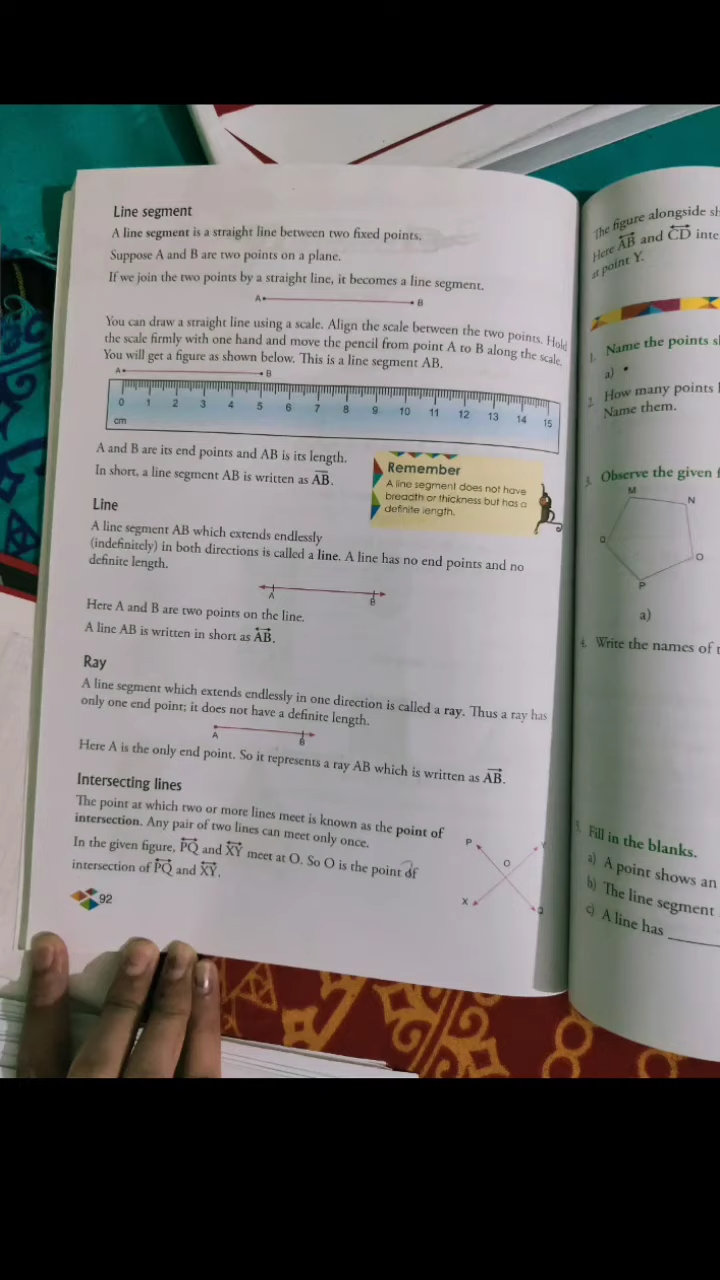 Line segment
A line segment is a straight line between two fixed points.
Suppose A and B are two points on a plane.
If we join the two points by a straight line, it becomes a line segment.
A B
You can draw a straight line using a scale. Align the scale between the two points. Hold
the scale firmly with one hand and move the pencil from point A to B along the scale.
You will get a figure as shown below. This is a line segment AB.
A B
0 1 2 3 4 5 6 7 8 9 10 11 12 13 14 15
cm
A and B are its end points and AB is its length.
In short, a line segment AB is written as A̅B̅.
Remember
A line segment does not have
breadth or thickness but has a
definite length.
Line
A line segment AB which extends endlessly
(indefinitely) in both directions is called a line. A line has no end points and no
definite length.
A B
Here A and B are two points on the line.
A line AB is written in short as A⃡B.
Ray
A line segment which extends endlessly in one direction is called a ray. Thus a ray has
only one end point; it does not have a definite length.
A B
Here A is the only end point. So it represents a ray AB which is written as A⃗B.
Intersecting lines
The point at which two or more lines meet is known as the point of
intersection. Any pair of two lines can meet only once.
In the given figure, P⃡Q and X⃡Y meet at O. So O is the point of
intersection of P⃡Q and X⃡Y.
P Y
O
X Q
92
The figure alongside
Here A⃡B and C⃡D
at point Y.
1. Name the points
a)
2. How many points
Name them.
3. Observe the given
M N
Q O
P
a)
4. Write the names of
5. Fill in the blanks.
a) A point shows an
b) The line segment
c) A line has